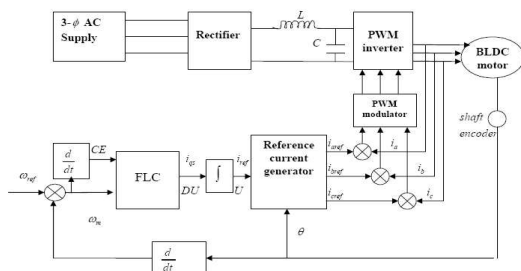 3-ϕ AC
Supply
Rectifier
L
C
PWM
inverter
BLDC
motor
PWM
modulator
shaft
encoder
d
dt
CE
ω_ref
ω_m
FLC
i_qs
DU
∫
i_ref
U
Reference
current
generator
i_aref
i_a
i_bref
i_b
i_cref
i_c
θ
d
dt